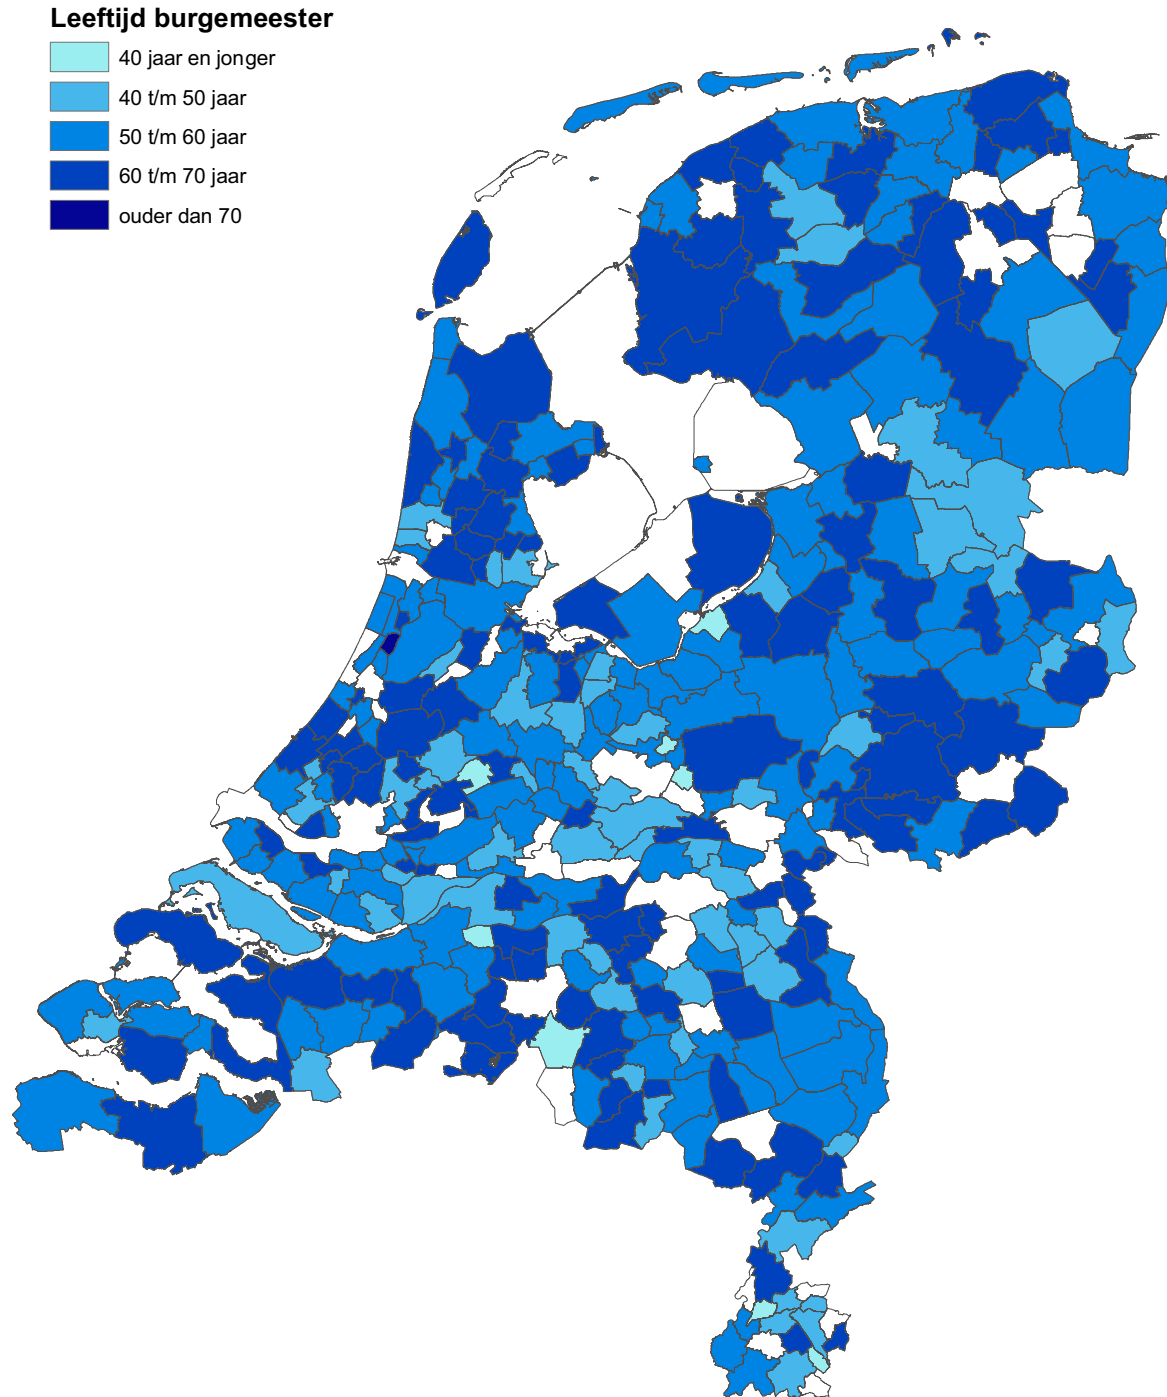 Leeftijd burgemeester
40 jaar en jonger
40 t/m 50 jaar
50 t/m 60 jaar
60 t/m 70 jaar
ouder dan 70